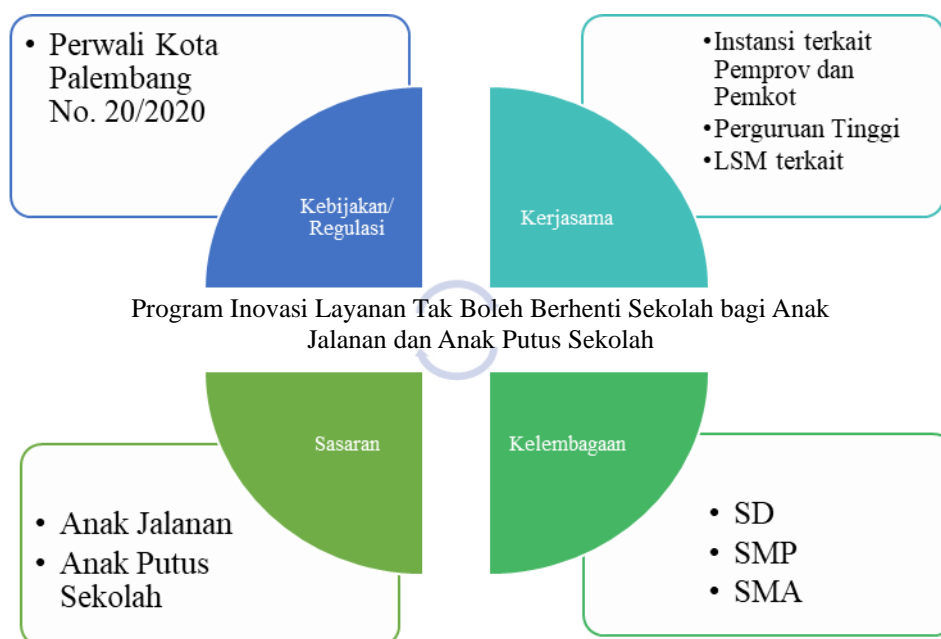 • Perwali Kota
Palembang
No. 20/2020
•Instansi terkait
Pemprov dan
Pemkot
•Perguruan Tinggi
•LSM terkait
Kebijakan/
Regulasi
Kerjasama
Program Inovasi Layanan Tak Boleh Berhenti Sekolah bagi Anak
Jalanan dan Anak Putus Sekolah
Sasaran
Kelembagaan
• Anak Jalanan
• Anak Putus
Sekolah
• SD
• SMP
• SMA